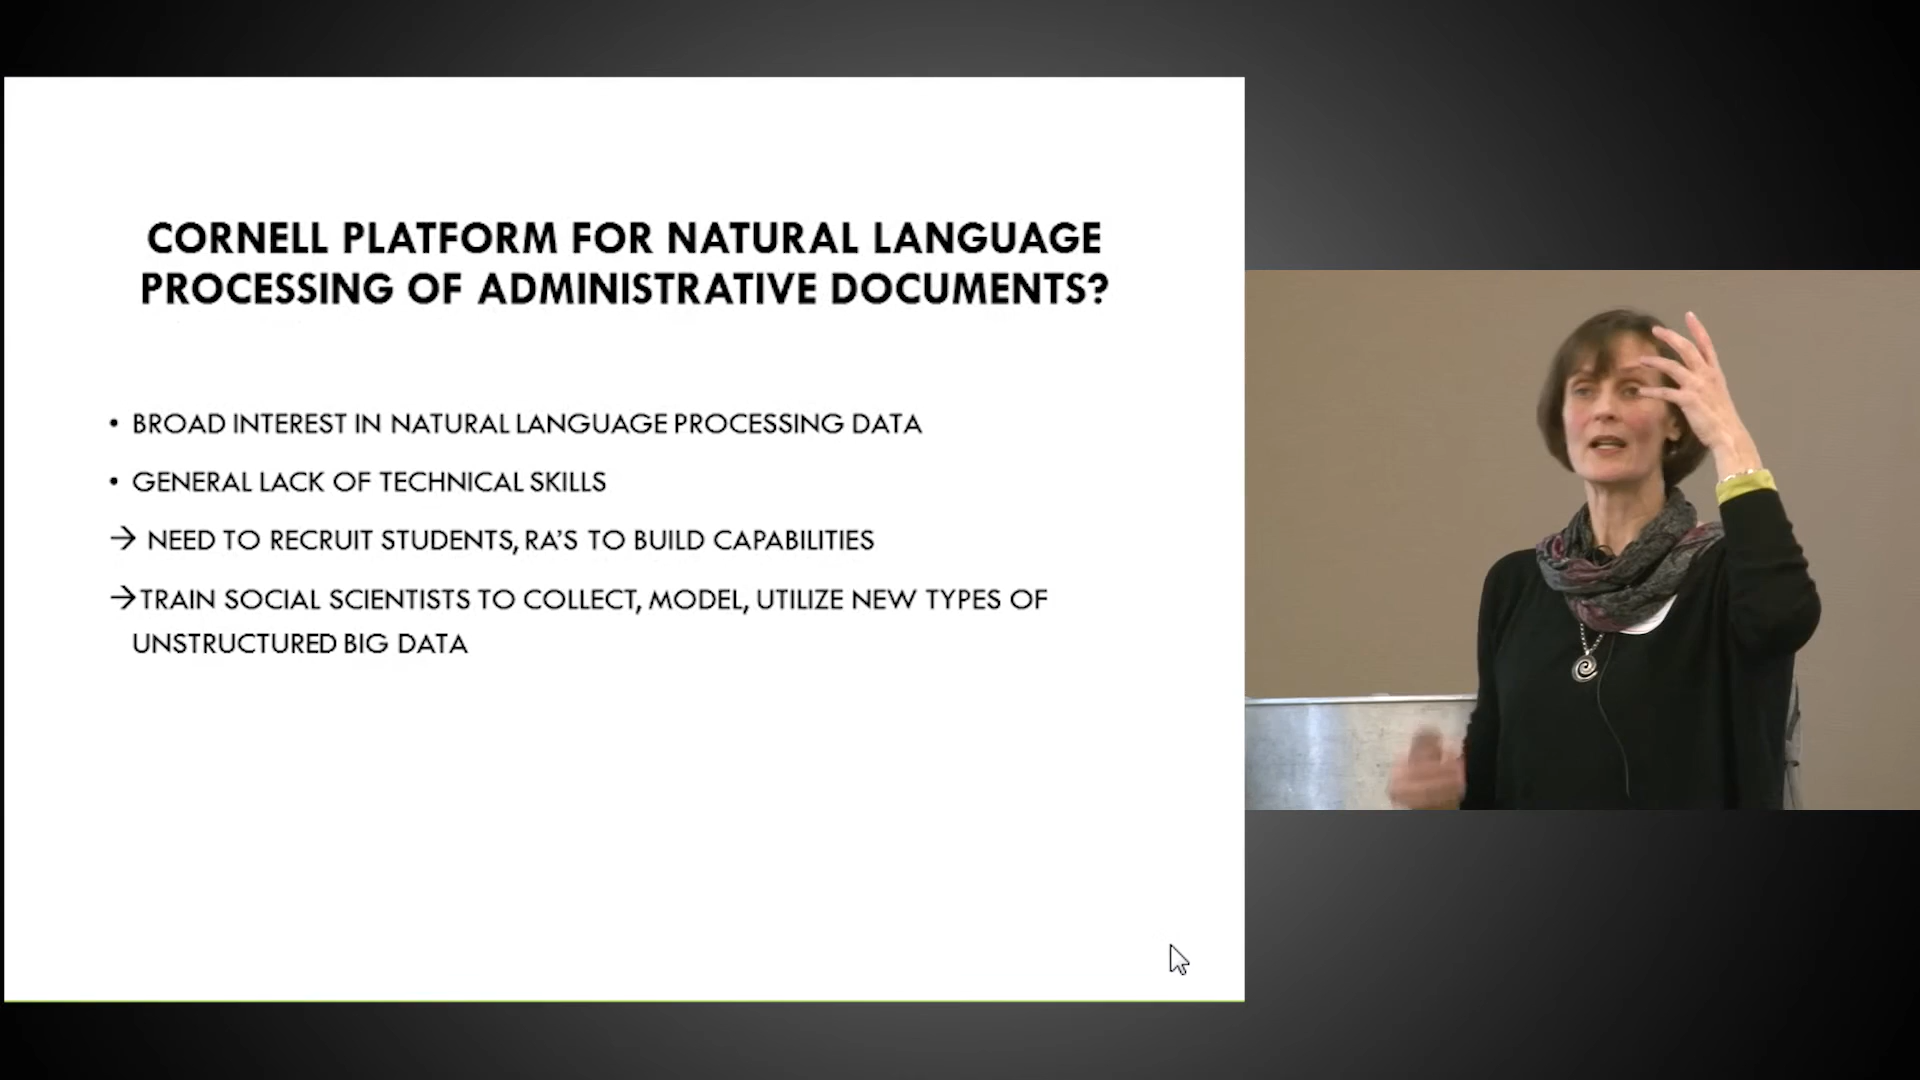 CORNELL PLATFORM FOR NATURAL LANGUAGE
PROCESSING OF ADMINISTRATIVE DOCUMENTS?
• BROAD INTEREST IN NATURAL LANGUAGE PROCESSING DATA
• GENERAL LACK OF TECHNICAL SKILLS
→ NEED TO RECRUIT STUDENTS, RA'S TO BUILD CAPABILITIES
→TRAIN SOCIAL SCIENTISTS TO COLLECT, MODEL, UTILIZE NEW TYPES OF
UNSTRUCTURED BIG DATA